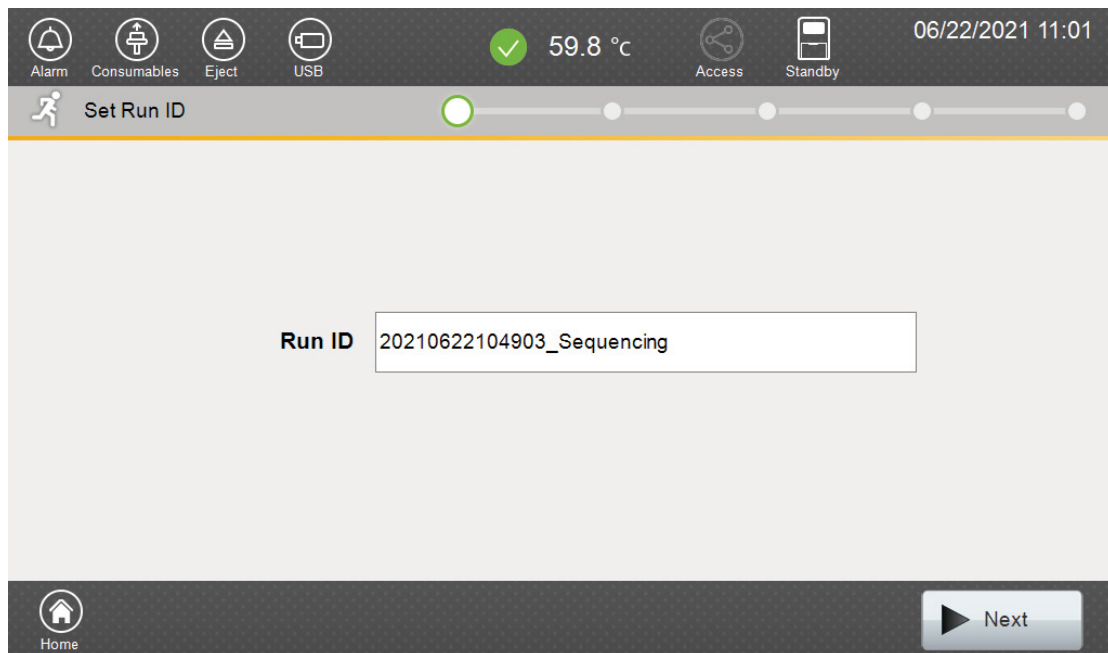 Alarm Consumables Eject USB 59.8 °C Access Standby 06/22/2021 11:01
Set Run ID
Run ID 20210622104903_Sequencing
Home Next